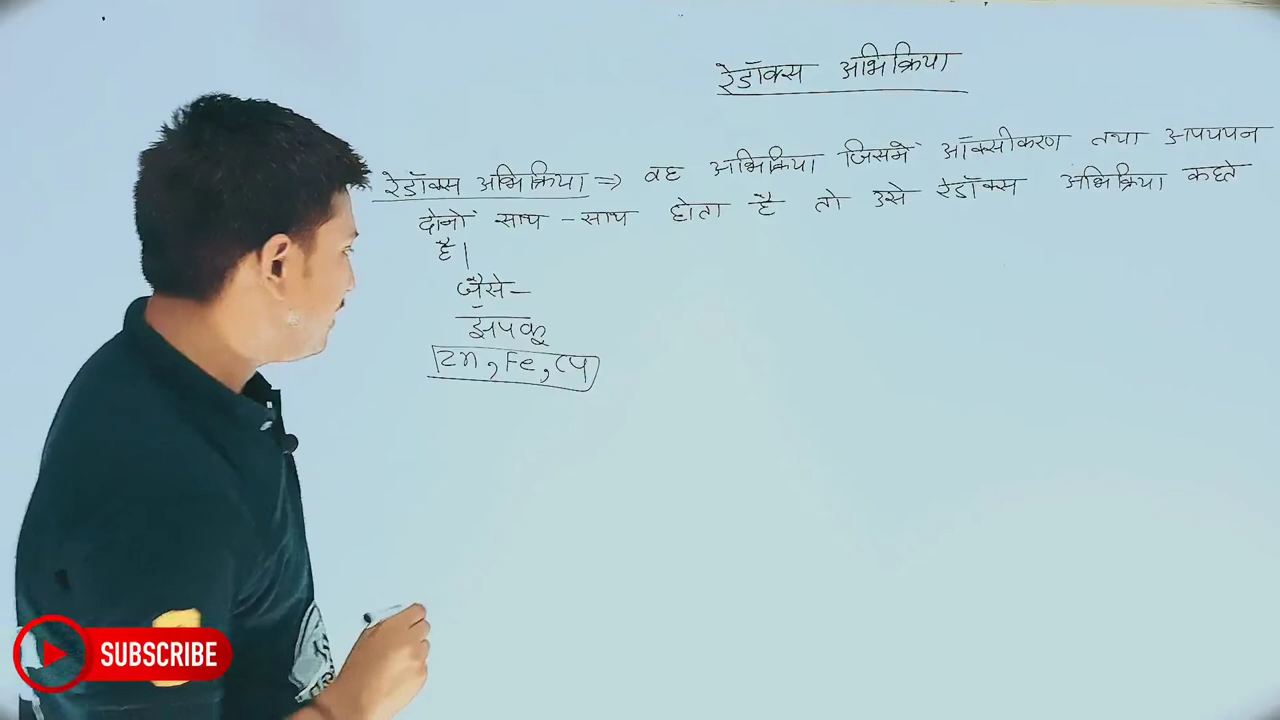 रेडॉक्स अभिक्रिया
रेडॉक्स अभिक्रिया ⇒ वह अभिक्रिया जिसमें ऑक्सीकरण तथा अपचयन
दोनों साथ - साथ होता है तो उसे रेडॉक्स अभिक्रिया कहते
है।
जैसे-
Zn, Fe, Cu
SUBSCRIBE